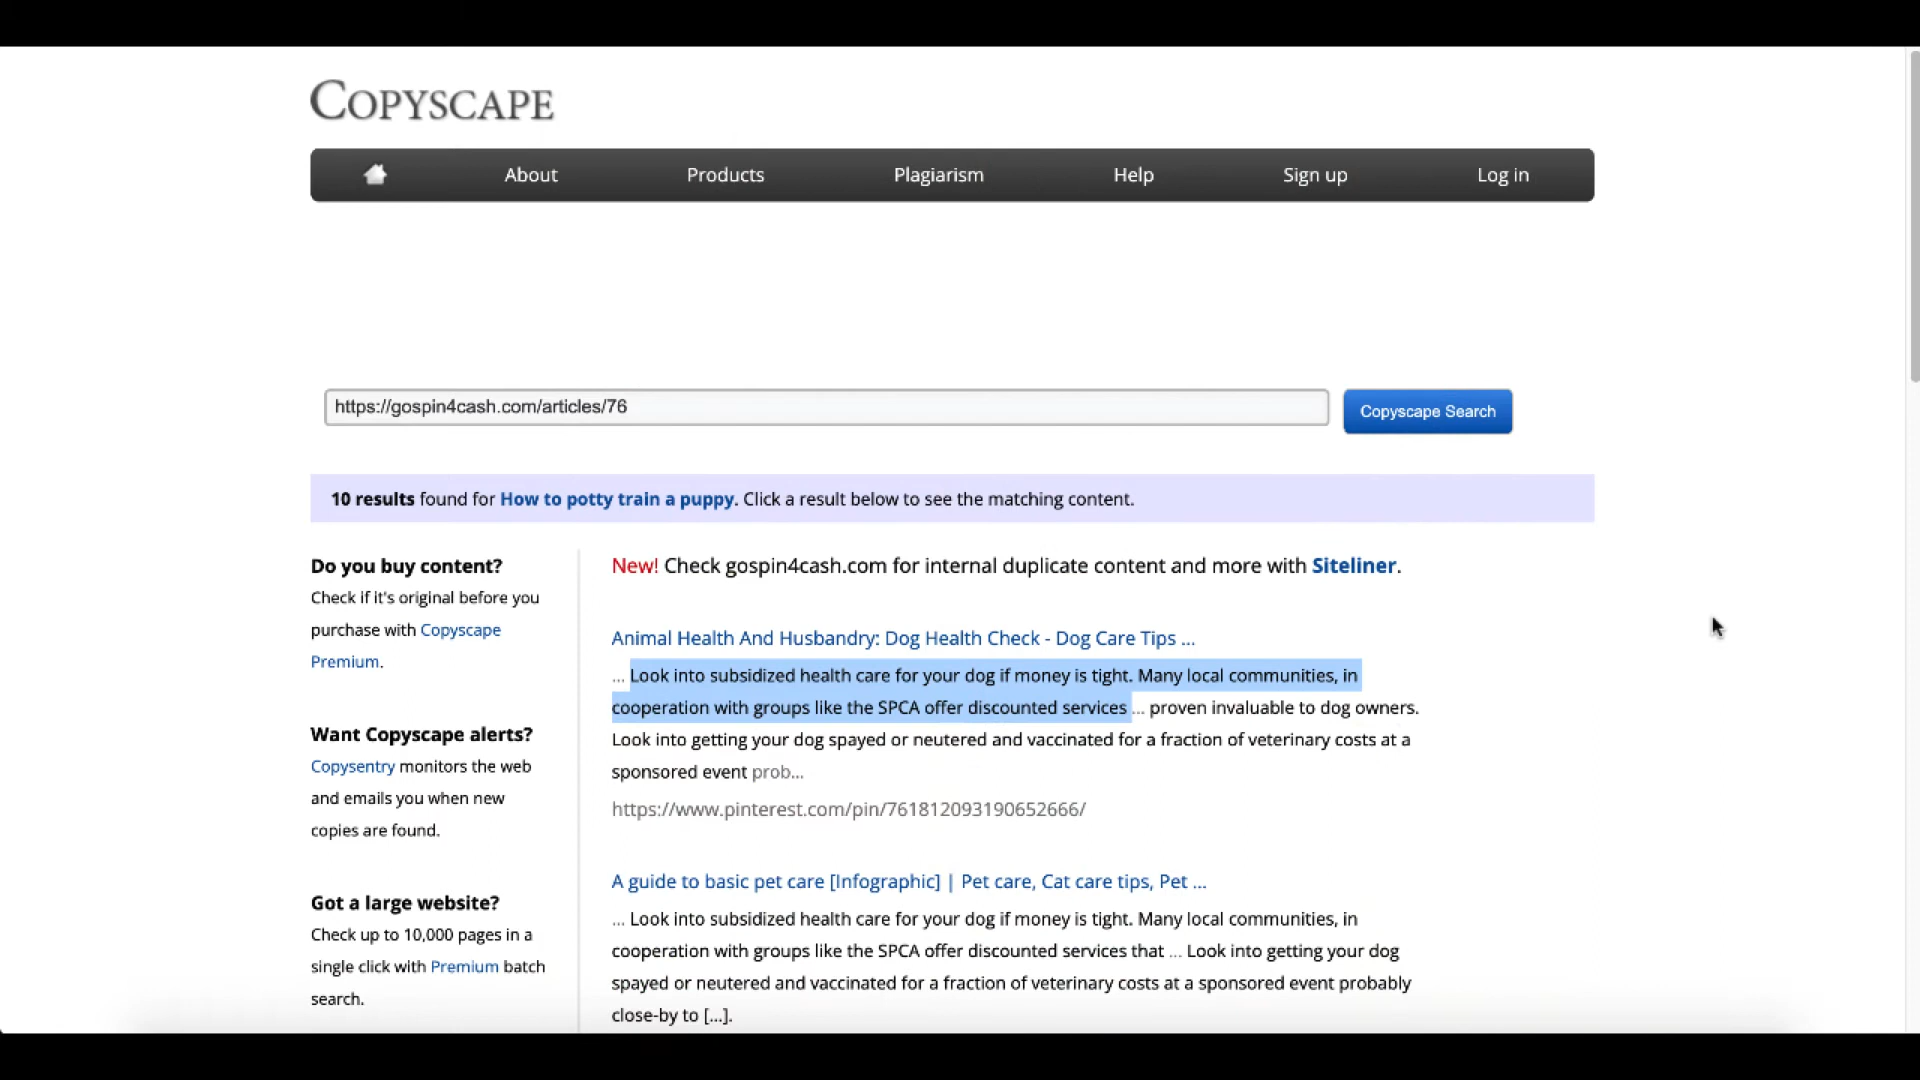 COPYSCAPE
About Products Plagiarism Help Sign up Log in
https://gospin4cash.com/articles/76
Copyscape Search
10 results found for How to potty train a puppy. Click a result below to see the matching content.
Do you buy content?
Check if it's original before you
purchase with Copyscape
Premium.
Want Copyscape alerts?
Copysentry monitors the web
and emails you when new
copies are found.
Got a large website?
Check up to 10,000 pages in a
single click with Premium batch
search.
New! Check gospin4cash.com for internal duplicate content and more with Siteliner.
Animal Health And Husbandry: Dog Health Check - Dog Care Tips ...
... Look into subsidized health care for your dog if money is tight. Many local communities, in
cooperation with groups like the SPCA offer discounted services ... proven invaluable to dog owners.
Look into getting your dog spayed or neutered and vaccinated for a fraction of veterinary costs at a
sponsored event prob...
https://www.pinterest.com/pin/761812093190652666/
A guide to basic pet care [Infographic] | Pet care, Cat care tips, Pet ...
... Look into subsidized health care for your dog if money is tight. Many local communities, in
cooperation with groups like the SPCA offer discounted services that ... Look into getting your dog
spayed or neutered and vaccinated for a fraction of veterinary costs at a sponsored event probably
close-by to [...].